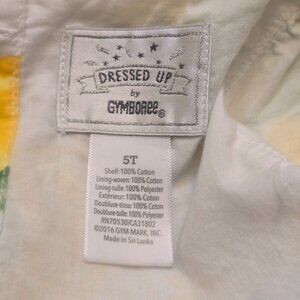 DRESSED UP
by
GYMBOREE
5T
Shell: 100% Cotton
Lining-woven: 100% Cotton
Lining-tulle: 100% Polyester
Extérieur: 100% Coton
Doublure-tissu: 100% Coton
Doublure-tulle: 100% Polyester
RN70530/CA31802
©2016 GYM-MARK, INC.
Made in Sri Lanka